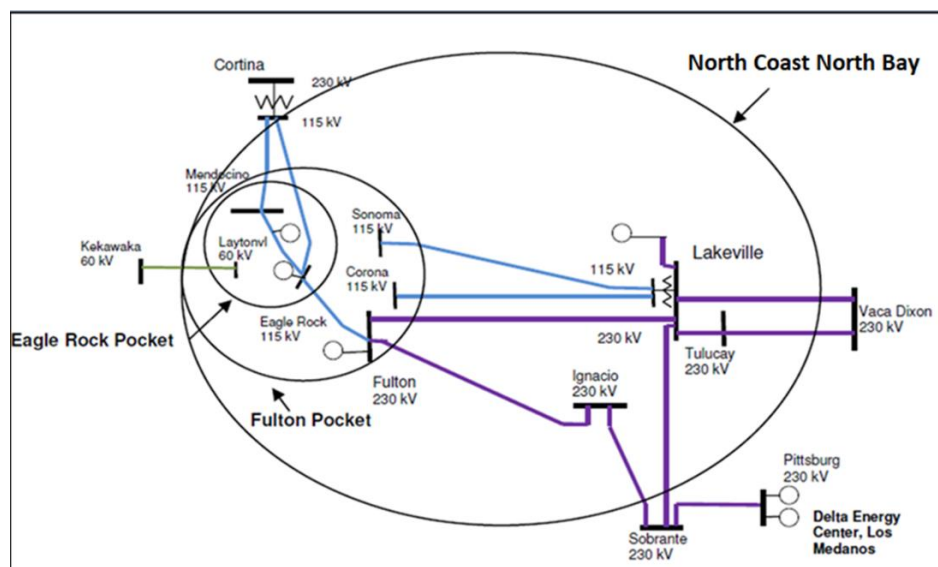 North Coast North Bay
Cortina
230 kV
115 kV
Mendocino
115 kV
Sonoma
115 kV
Laytonvl
60 kV
Kekawaka
60 kV
Lakeville
115 kV
Corona
115 kV
Vaca Dixon
230 kV
Eagle Rock
115 kV
Eagle Rock Pocket
230 kV
Tulucay
230 kV
Fulton
230 kV
Ignacio
230 kV
Fulton Pocket
Pittsburg
230 kV
Delta Energy
Center, Los
Medanos
Sobrante
230 kV